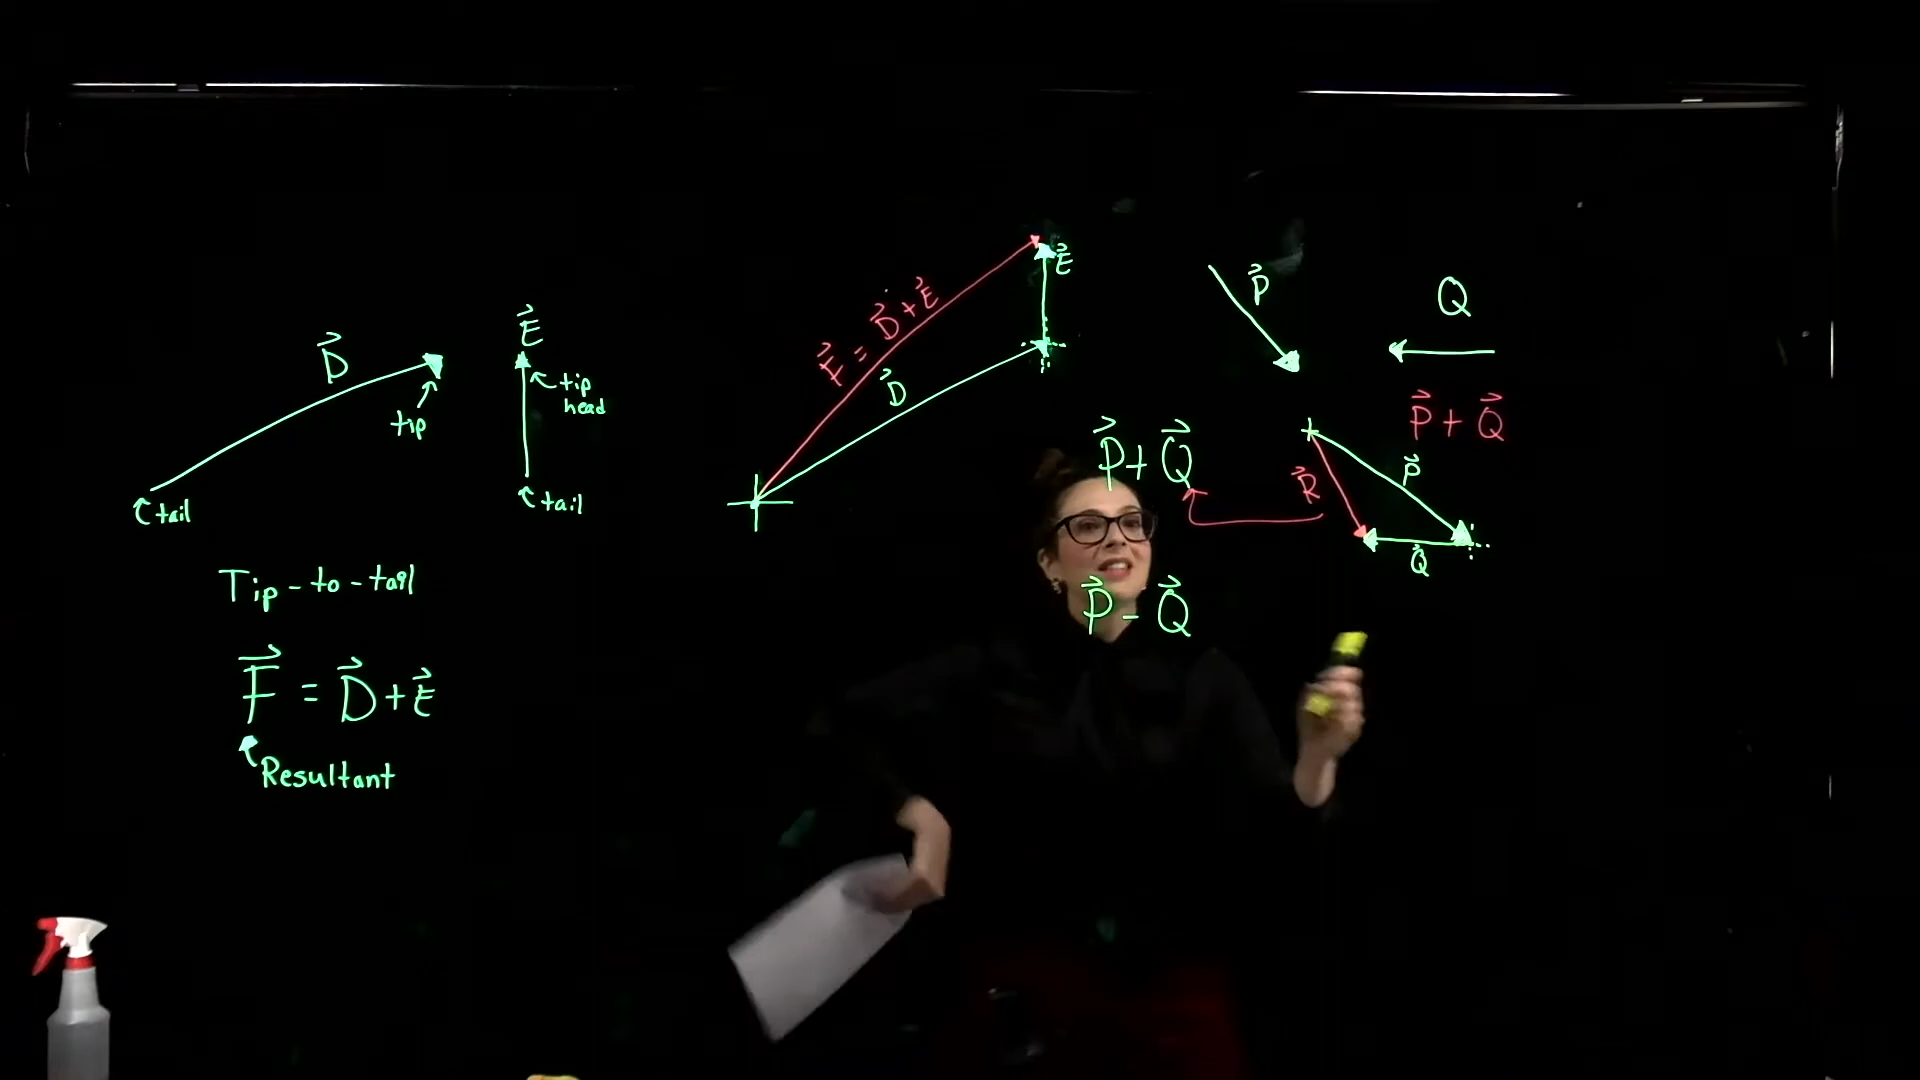 D⃗
tip
tail
E⃗
tip
head
tail
Tip-to-tail
F⃗ = D⃗ + E⃗
Resultant
F⃗ = D⃗ + E⃗
D⃗
E⃗
P⃗
Q
P⃗ + Q⃗
P⃗ + Q⃗
R⃗
P⃗
Q⃗
P⃗ - Q⃗